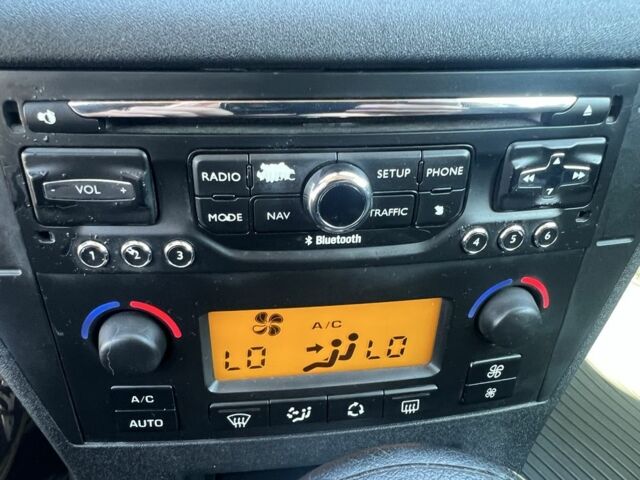 VOL +
RADIO
SETUP
PHONE
MODE
NAV
TRAFFIC
Bluetooth
1 2 3
4 5 6
A/C
LO LO
A/C
AUTO